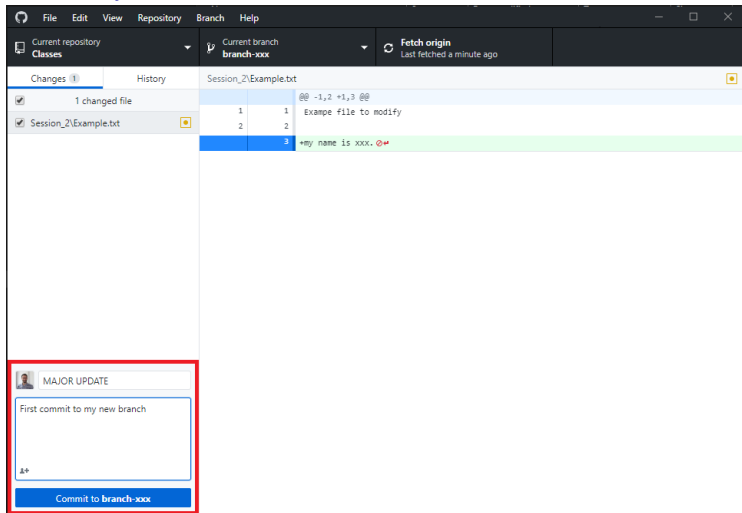 File Edit View Repository Branch Help
Current repository
Classes
Current branch
branch-xxx
Fetch origin
Last fetched a minute ago
Changes 1 History
Session_2\Example.txt
1 changed file
Session_2\Example.txt
@@ -1,2 +1,3 @@
1 1 Exampe file to modify
2 2
3 +my name is xxx.
MAJOR UPDATE
First commit to my new branch
Commit to branch-xxx